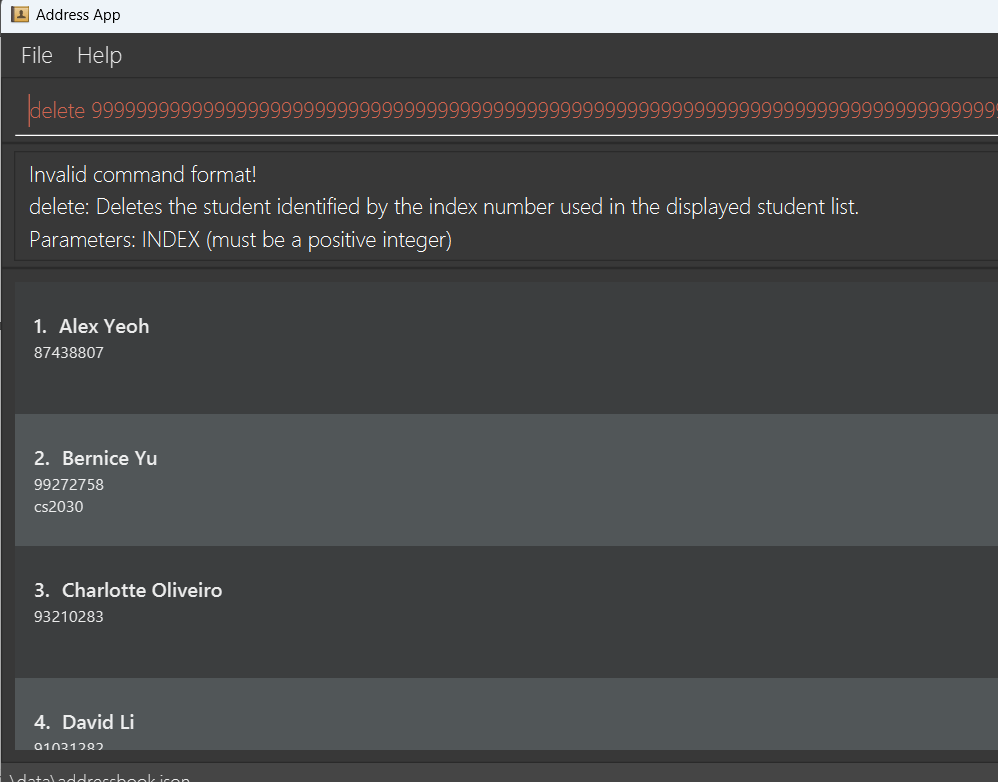 Address App
File Help
delete 9999999999999999999999999999999999999999999999999999999999999999999999999999999999
Invalid command format!
delete: Deletes the student identified by the index number used in the displayed student list.
Parameters: INDEX (must be a positive integer)
1. Alex Yeoh
87438807
2. Bernice Yu
99272758
cs2030
3. Charlotte Oliveiro
93210283
4. David Li
91031282
.\data\addressbook.json